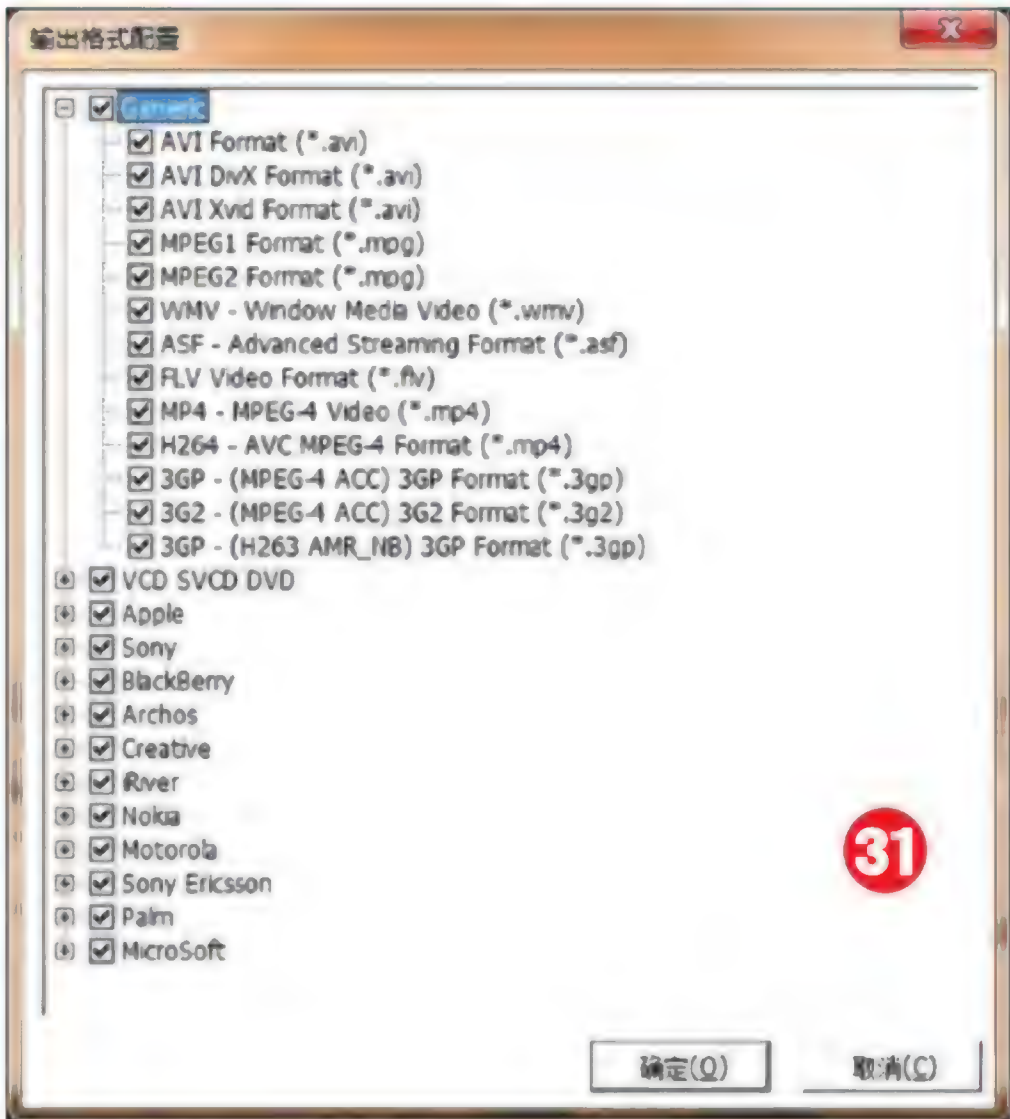 输出格式配置
Generic
AVI Format (*.avi)
AVI DivX Format (*.avi)
AVI Xvid Format (*.avi)
MPEG1 Format (*.mpg)
MPEG2 Format (*.mpg)
WMV - Window Media Video (*.wmv)
ASF - Advanced Streaming Format (*.asf)
FLV Video Format (*.flv)
MP4 - MPEG-4 Video (*.mp4)
H264 - AVC MPEG-4 Format (*.mp4)
3GP - (MPEG-4 ACC) 3GP Format (*.3gp)
3G2 - (MPEG-4 ACC) 3G2 Format (*.3g2)
3GP - (H263 AMR_NB) 3GP Format (*.3gp)
VCD SVCD DVD
Apple
Sony
BlackBerry
Archos
Creative
iRiver
Nokia
Motorola
31
Sony Ericsson
Palm
MicroSoft
确定(O) 取消(C)